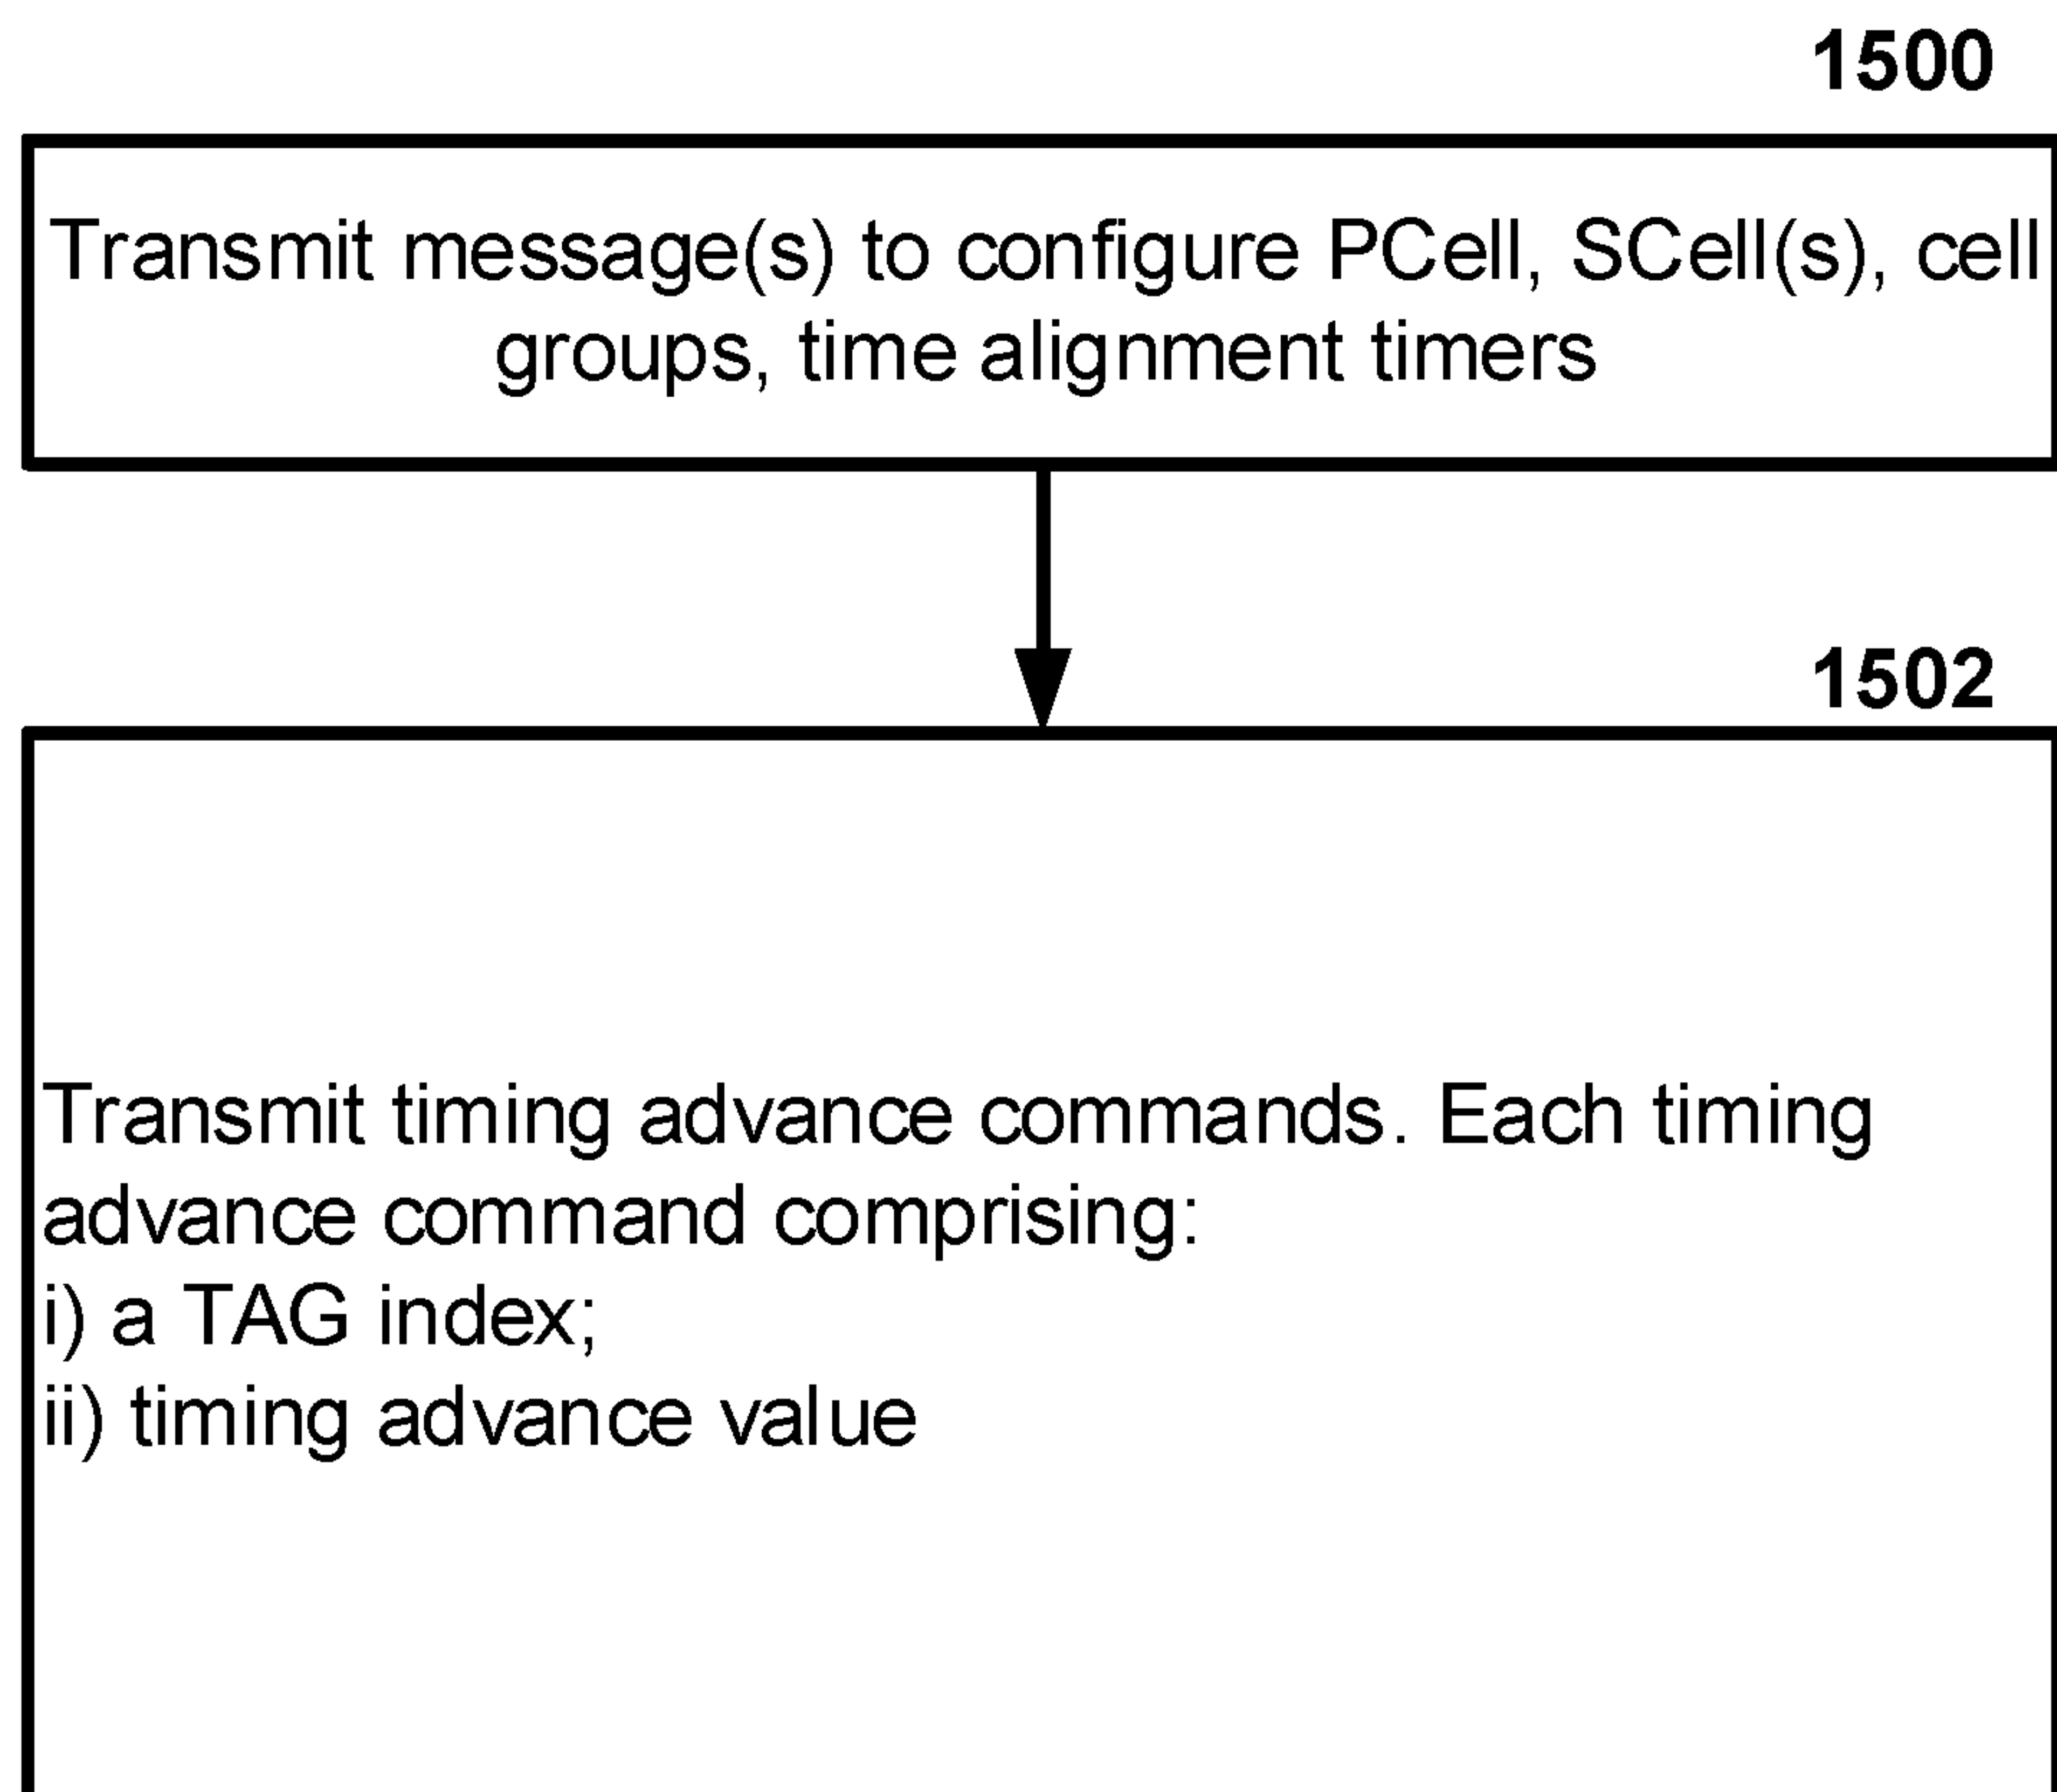 1500
Transmit message(s) to configure PCell, SCell(s), cell
groups, time alignment timers
1502
Transmit timing advance commands. Each timing
advance command comprising:
i) a TAG index;
ii) timing advance value